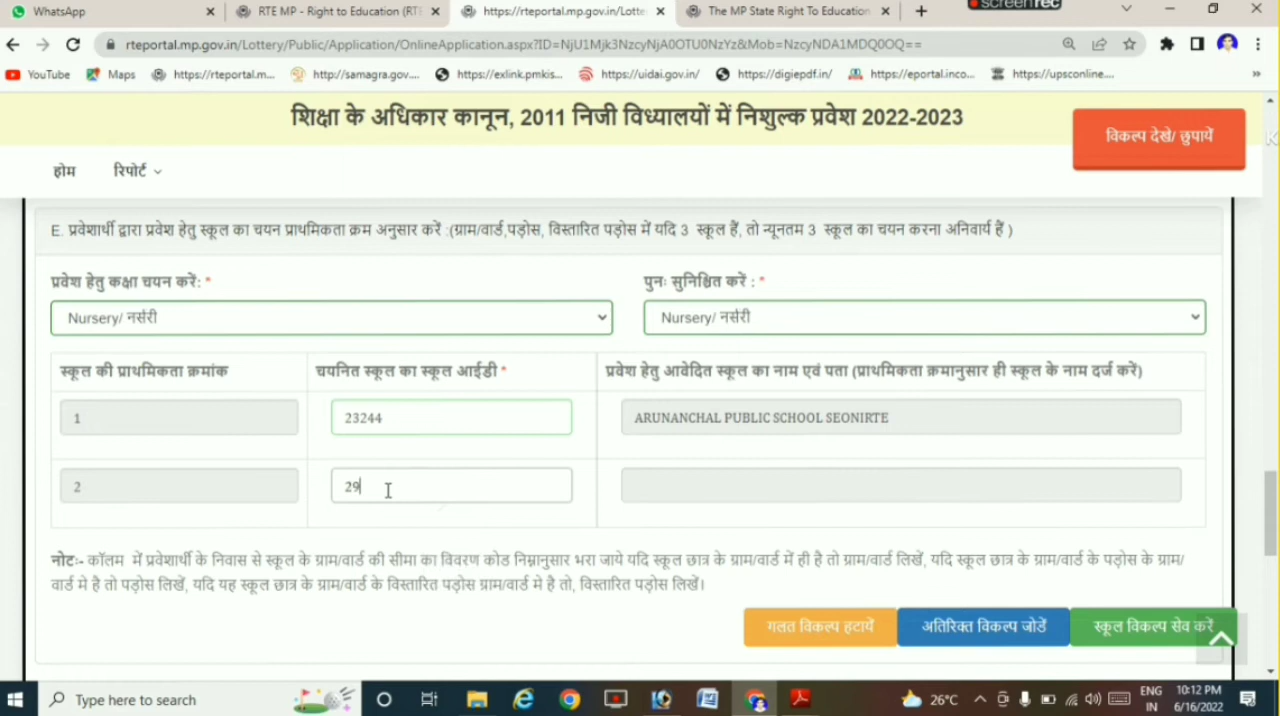 WhatsApp
RTE MP - Right to Education (RTE
https://rteportal.mp.gov.in/Lotte
The MP State Right To Education
screenrec
rteportal.mp.gov.in/Lottery/Public/Application/OnlineApplication.aspx?ID=NjU1Mjk3NzcyNjA0OTU0NzYz&Mob=NzcyNDA1MDQ0OQ==
YouTube
Maps
https://rteportal.m...
http://samagra.gov....
https://exlink.pmkis...
https://uidai.gov.in/
https://digiepdf.in/
https://eportal.inco...
https://upsconline....
शिक्षा के अधिकार कानून, 2011 निजी विध्यालयों में निशुल्क प्रवेश 2022-2023
विकल्प देखे/ छुपायें
होम
रिपोर्ट
E. प्रवेशार्थी द्वारा प्रवेश हेतु स्कूल का चयन प्राथमिकता क्रम अनुसार करें :(ग्राम/वार्ड,पड़ोस, विस्तारित पड़ोस में यदि 3 स्कूल हैं, तो न्यूनतम 3 स्कूल का चयन करना अनिवार्य हैं )
प्रवेश हेतु कक्षा चयन करें: *
पुनः सुनिश्चित करें : *
Nursery/ नर्सरी
Nursery/ नर्सरी
स्कूल की प्राथमिकता क्रमांक
चयनित स्कूल का स्कूल आईडी *
प्रवेश हेतु आवेदित स्कूल का नाम एवं पता (प्राथमिकता क्रमानुसार ही स्कूल के नाम दर्ज करें)
1
23244
ARUNANCHAL PUBLIC SCHOOL SEONIRTE
2
29
नोटः- कॉलम में प्रवेशार्थी के निवास से स्कूल के ग्राम/वार्ड की सीमा का विवरण कोड निम्नानुसार भरा जाये यदि स्कूल छात्र के ग्राम/वार्ड में ही है तो ग्राम/वार्ड लिखें, यदि स्कूल छात्र के ग्राम/वार्ड के पड़ोस के ग्राम/
वार्ड मे है तो पड़ोस लिखें, यदि यह स्कूल छात्र के ग्राम/वार्ड के विस्तारित पड़ोस ग्राम/वार्ड मे है तो, विस्तारित पड़ोस लिखें।
गलत विकल्प हटायें
अतिरिक्त विकल्प जोडें
स्कूल विकल्प सेव करें
Type here to search
26°C
ENG
IN
10:12 PM
6/16/2022